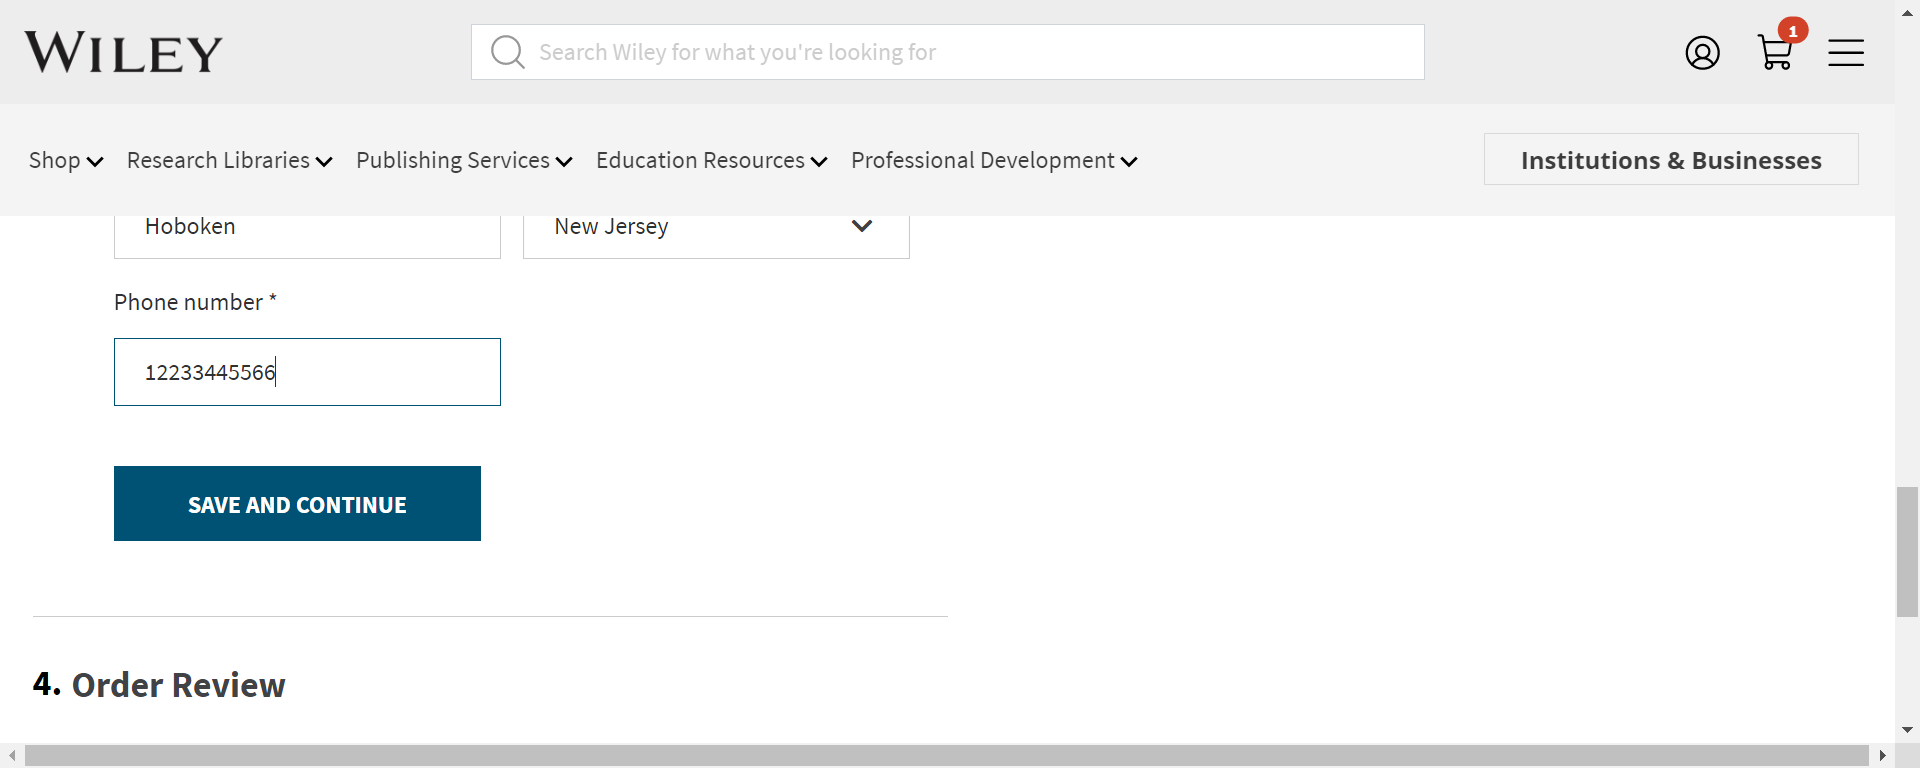 WILEY
Search Wiley for what you're looking for
1
Shop
Research Libraries
Publishing Services
Education Resources
Professional Development
Institutions & Businesses
Hoboken
New Jersey
Phone number *
12233445566
SAVE AND CONTINUE
4. Order Review